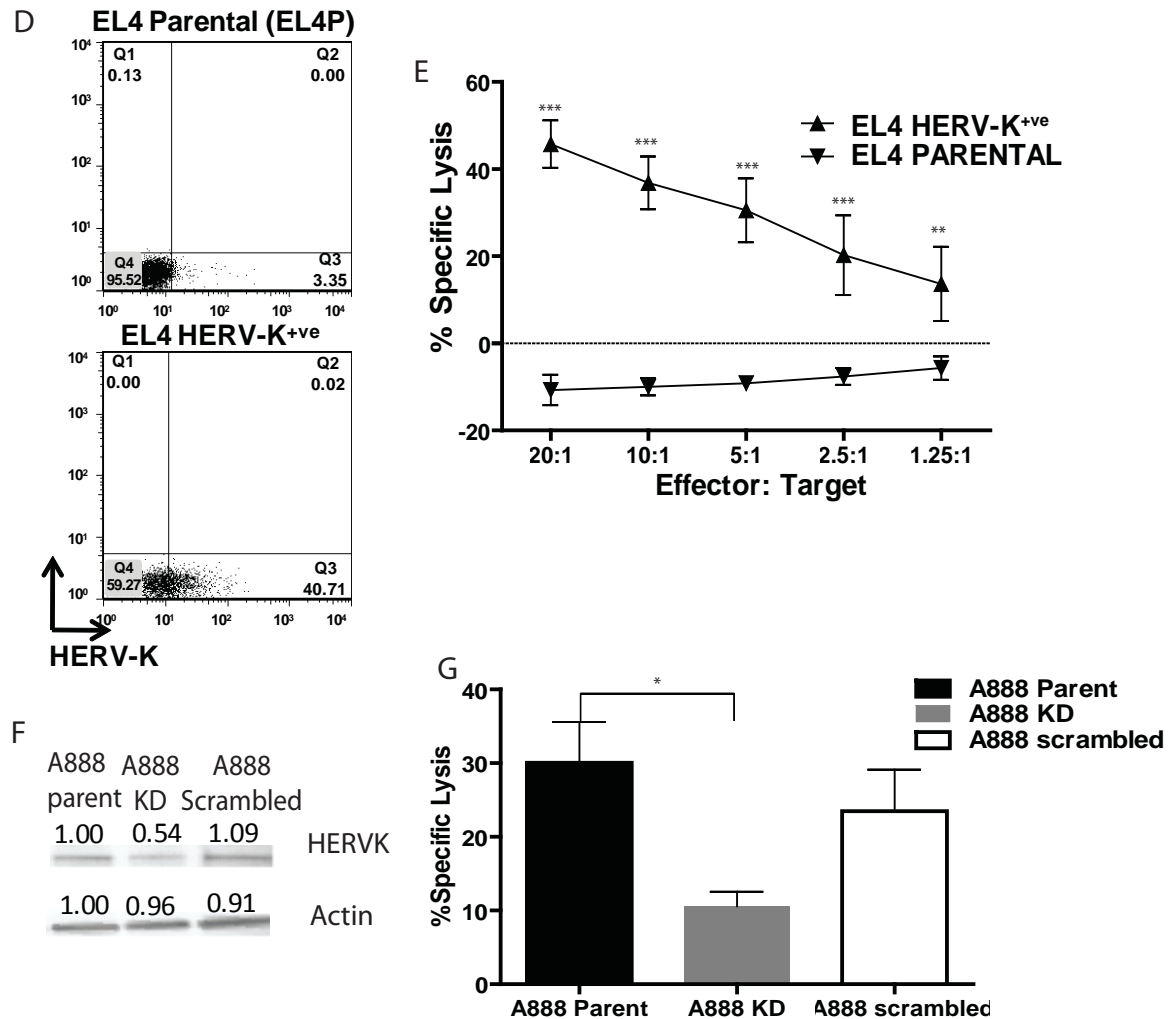 D
EL4 Parental (EL4P)
10⁴
10³
10²
10¹
10⁰
Q1
0.13
Q2
0.00
Q4
95.52
Q3
3.35
10⁰ 10¹ 10² 10³ 10⁴
EL4 HERV-K+ve
10⁴
10³
10²
10¹
10⁰
Q1
0.00
Q2
0.02
Q4
59.27
Q3
40.71
10⁰ 10¹ 10² 10³ 10⁴
HERV-K
E
% Specific Lysis
60
40
20
0
-20
*** *** *** *** **
EL4 HERV-K+ve
EL4 PARENTAL
20:1 10:1 5:1 2.5:1 1.25:1
Effector: Target
F
A888 A888 A888
parent KD Scrambled
1.00 0.54 1.09
HERVK
1.00 0.96 0.91
Actin
G
%Specific Lysis
40
30
20
10
0
*
A888 Parent
A888 KD
A888 scrambled
A888 Parent A888 KD A888 scrambled